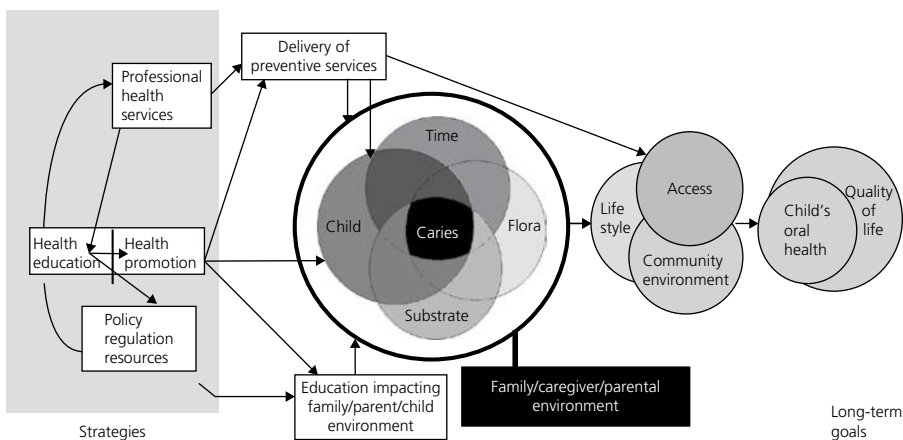 Professional
health
services
Health
education
Health
promotion
Policy
regulation
resources
Strategies
Delivery of
preventive services
Time
Child
Caries
Flora
Substrate
Education impacting
family/parent/child
environment
Family/caregiver/parental
environment
Life
style
Access
Community
environment
Child's
oral
health
Quality
of
life
Long-term
goals